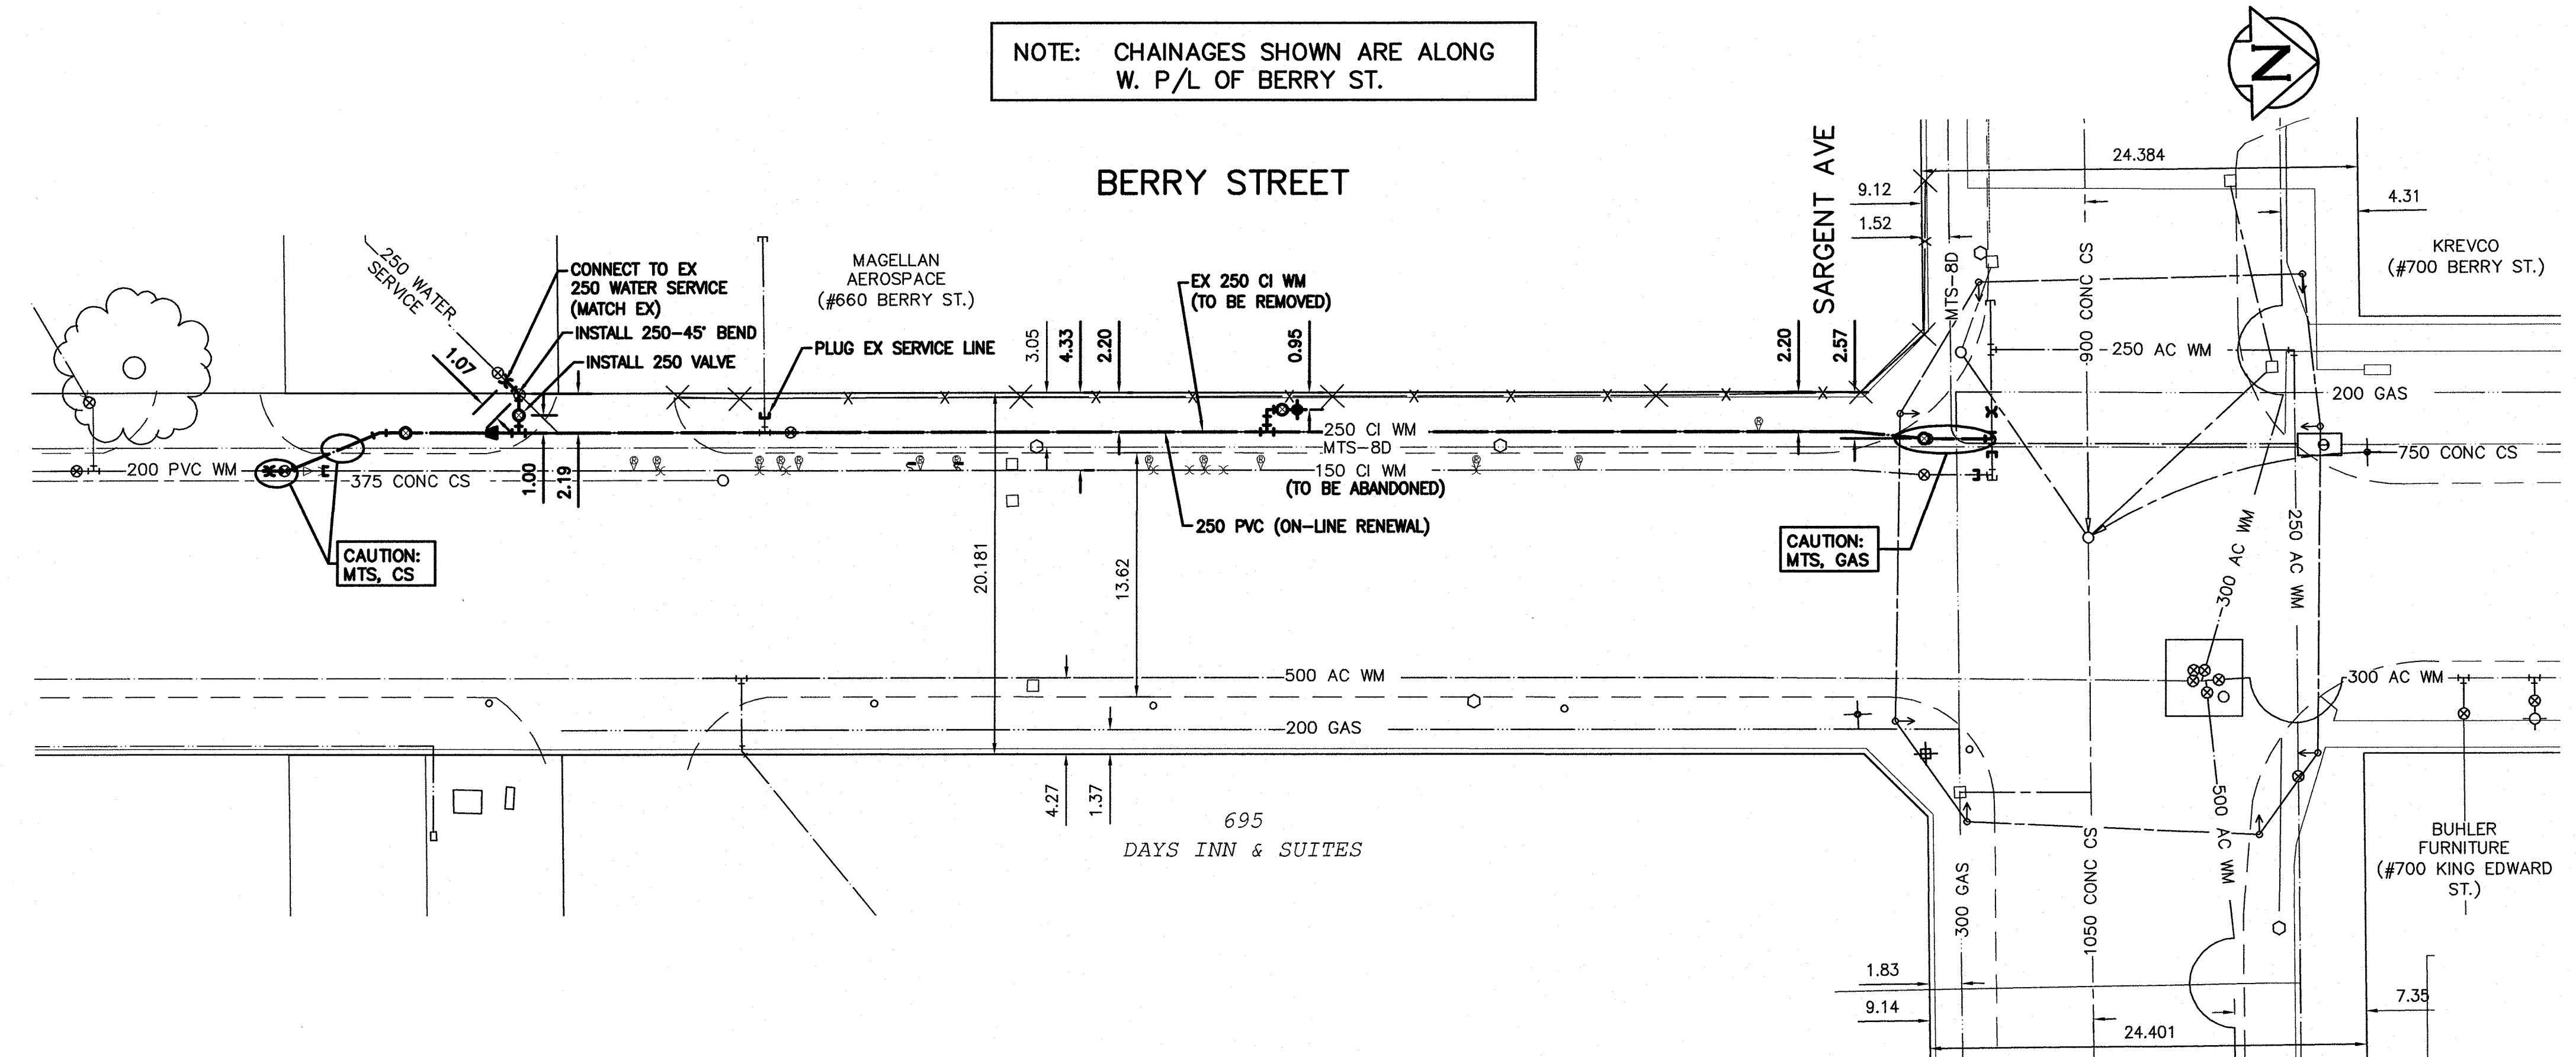 NOTE: CHAINAGES SHOWN ARE ALONG
W. P/L OF BERRY ST.
N
BERRY STREET
SARGENT AVE
24.384
9.12
1.52
4.31
KREVCO
(#700 BERRY ST.)
MTS-8D
900 CONC CS
250 AC WM
200 GAS
250 WATER
SERVICE
CONNECT TO EX
250 WATER SERVICE
(MATCH EX)
INSTALL 250-45° BEND
INSTALL 250 VALVE
1.07
MAGELLAN
AEROSPACE
(#660 BERRY ST.)
PLUG EX SERVICE LINE
EX 250 CI WM
(TO BE REMOVED)
3.05
4.33
2.20
0.95
2.20
2.57
250 CI WM
MTS-8D
150 CI WM
(TO BE ABANDONED)
250 PVC (ON-LINE RENEWAL)
200 PVC WM
375 CONC CS
1.00
2.19
CAUTION:
MTS, CS
CAUTION:
MTS, GAS
750 CONC CS
20.181
13.62
300 AC WM
250 AC WM
500 AC WM
300 AC WM
200 GAS
4.27
1.37
695
DAYS INN & SUITES
500 AC WM
300 GAS
1050 CONC CS
BUHLER
FURNITURE
(#700 KING EDWARD
ST.)
1.83
9.14
7.35
24.401